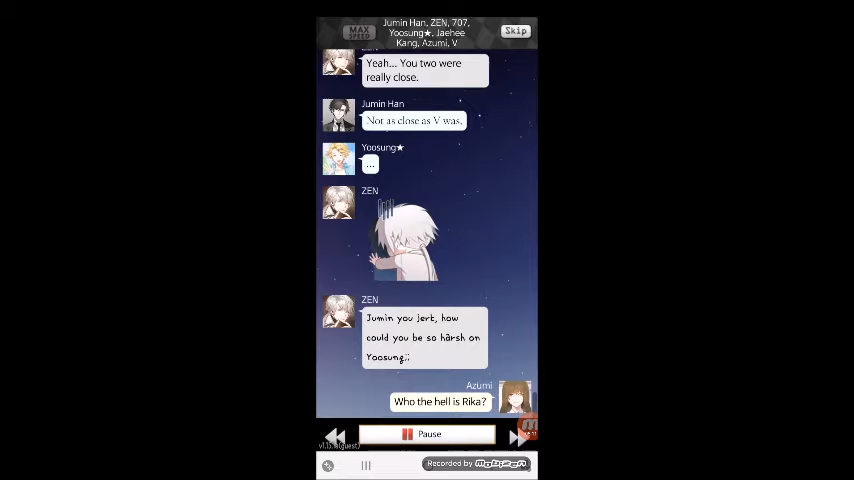 MAX
SPEED
Jumin Han, ZEN, 707,
Yoosung★, Jaehee
Kang, Azumi, V
Skip
Yeah... You two were
really close.
Jumin Han
Not as close as V was.
Yoosung★
...
ZEN
ZEN
Jumin you jerk, how
could you be so harsh on
Yoosung;;
Azumi
Who the hell is Rika?
Pause
Recorded by
mobizen